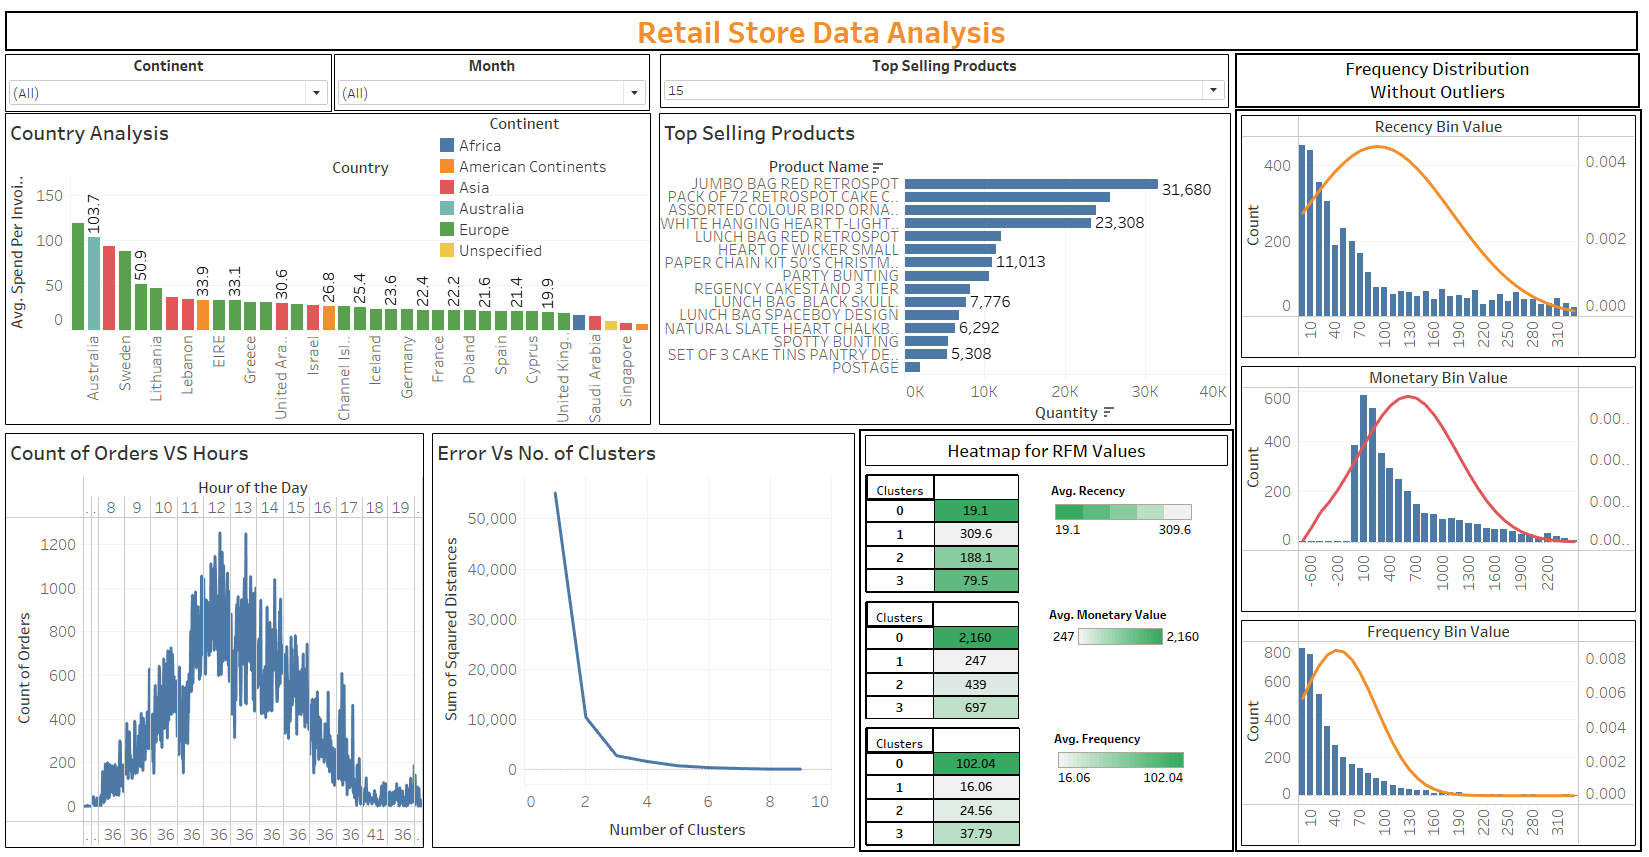 Retail Store Data Analysis
Continent
(All)
Month
(All)
Top Selling Products
15
Frequency Distribution
Without Outliers
Country Analysis
Continent
Africa
American Continents
Asia
Australia
Europe
Unspecified
Country
Avg. Spend Per Invoi..
150
100
50
0
103.7
50.9
33.9
33.1
30.6
26.8
25.4
23.6
22.4
22.2
21.6
21.4
19.9
Australia
Sweden
Lithuania
Lebanon
EIRE
Greece
United Ara..
Israel
Channel Isl..
Iceland
Germany
France
Poland
Spain
Cyprus
United King..
Saudi Arabia
Singapore
Top Selling Products
Product Name
JUMBO BAG RED RETROSPOT
31,680
PACK OF 72 RETROSPOT CAKE C..
ASSORTED COLOUR BIRD ORNA..
WHITE HANGING HEART T-LIGHT..
23,308
LUNCH BAG RED RETROSPOT
HEART OF WICKER SMALL
PAPER CHAIN KIT 50'S CHRISTM..
11,013
PARTY BUNTING
REGENCY CAKESTAND 3 TIER
LUNCH BAG  BLACK SKULL.
7,776
LUNCH BAG SPACEBOY DESIGN
NATURAL SLATE HEART CHALKB..
6,292
SPOTTY BUNTING
SET OF 3 CAKE TINS PANTRY DE..
5,308
POSTAGE
0K 10K 20K 30K 40K
Quantity
Recency Bin Value
Count
400
200
0
0.004
0.002
0.000
10 40 70 100 130 160 190 220 250 280 310
Monetary Bin Value
Count
600
400
200
0
0.00..
0.00..
0.00..
0.00..
-600 -200 100 400 700 1000 1300 1600 1900 2200
Frequency Bin Value
Count
800
600
400
200
0
0.008
0.006
0.004
0.002
0.000
10 40 70 100 130 160 190 220 250 280 310
Count of Orders VS Hours
Hour of the Day
.. 8 9 10 11 12 13 14 15 16 17 18 19 .
Count of Orders
1200
1000
800
600
400
200
0
.. 36 36 36 36 36 36 36 36 36 36 41 36 .
Error Vs No. of Clusters
Sum of Sqaured Distances
50,000
40,000
30,000
20,000
10,000
0
0 2 4 6 8 10
Number of Clusters
Heatmap for RFM Values
Clusters
0 19.1
1 309.6
2 188.1
3 79.5
Avg. Recency
19.1 309.6
Clusters
0 2,160
1 247
2 439
3 697
Avg. Monetary Value
247 2,160
Clusters
0 102.04
1 16.06
2 24.56
3 37.79
Avg. Frequency
16.06 102.04